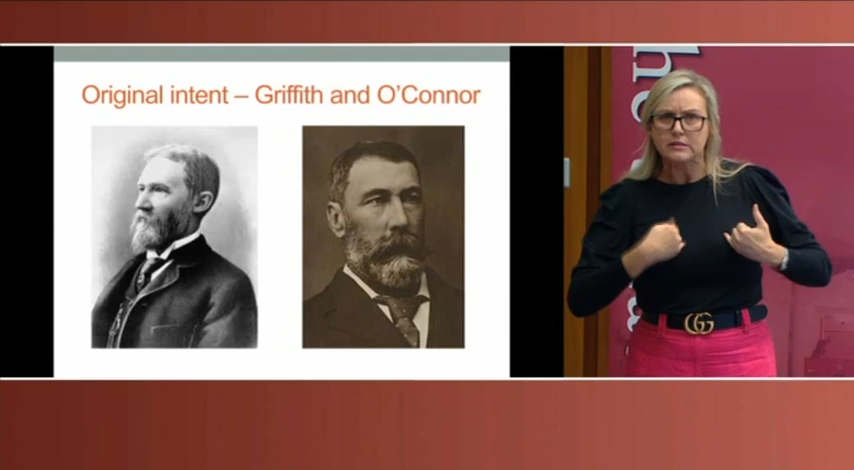 Original intent – Griffith and O'Connor